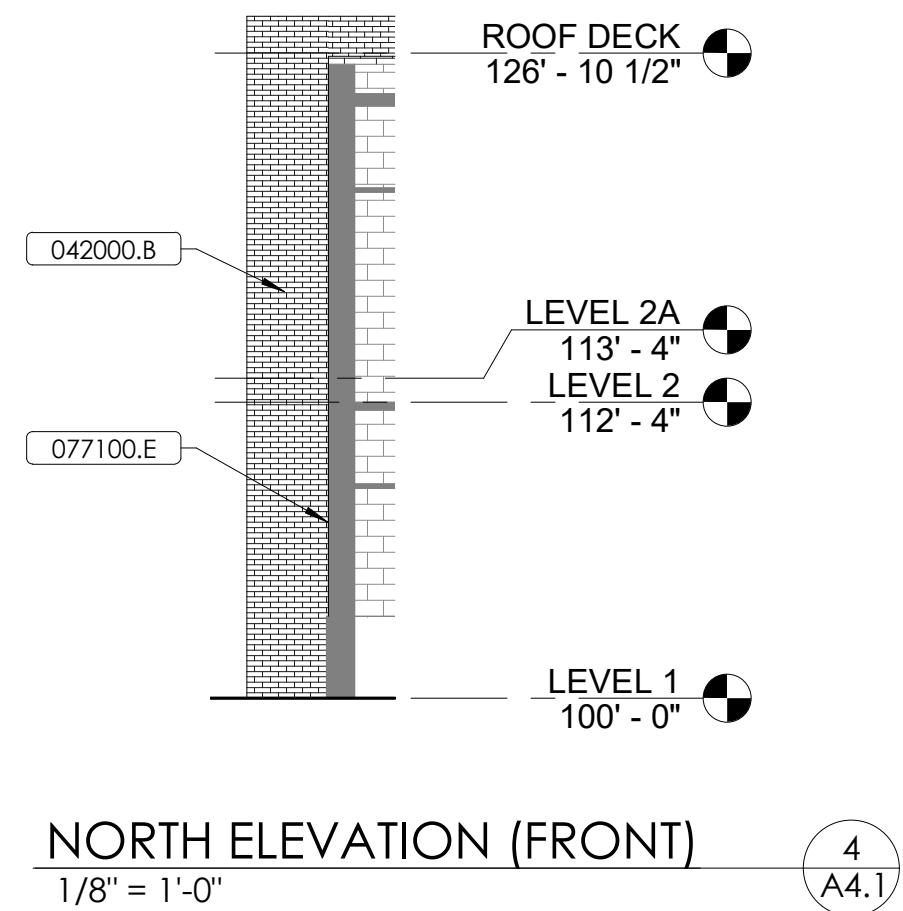 ROOF DECK
126' - 10 1/2"
042000.B
LEVEL 2A
113' - 4"
LEVEL 2
112' - 4"
077100.E
LEVEL 1
100' - 0"
NORTH ELEVATION (FRONT)
1/8" = 1'-0"
4
A4.1